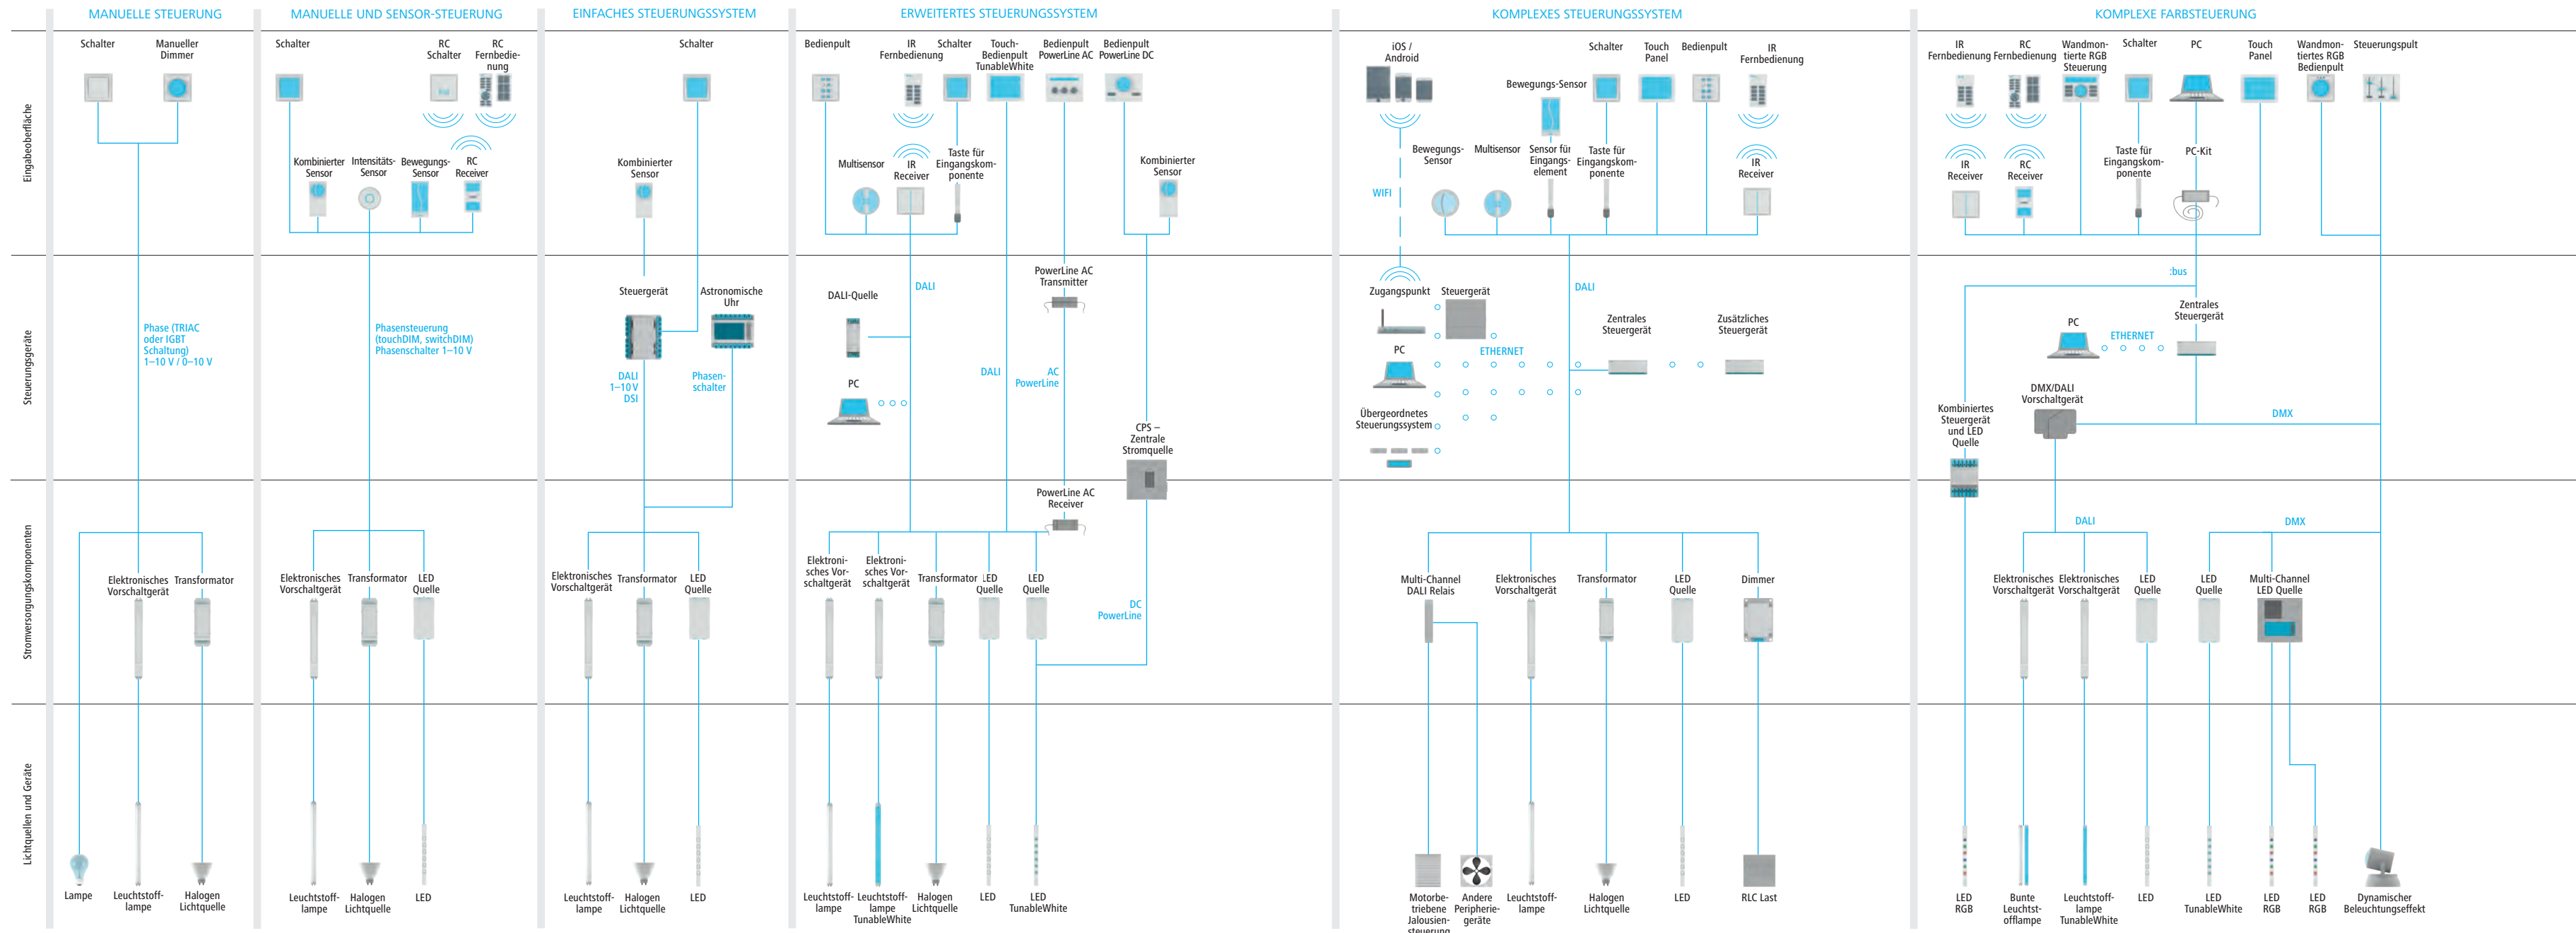 MANUELLE STEUERUNG
MANUELLE UND SENSOR-STEUERUNG
EINFACHES STEUERUNGSSYSTEM
ERWEITERTES STEUERUNGSSYSTEM
KOMPLEXES STEUERUNGSSYSTEM
KOMPLEXE FARBSTEUERUNG
Eingabeoberfläche
Steuerungsgeräte
Stromversorgungskomponenten
Lichtquellen und Geräte
Schalter
Manueller
Dimmer
Phase (TRIAC
oder IGBT
Schaltung)
1–10 V / 0–10 V
Elektronisches
Vorschaltgerät
Transformator
Lampe
Leuchtstoff-
lampe
Halogen
Lichtquelle
Schalter
RC
Schalter
RC
Fernbedie-
nung
Kombinierter
Sensor
Intensitäts-
Sensor
Bewegungs-
Sensor
RC
Receiver
Phasensteuerung
(touchDIM, switchDIM)
Phasenschalter 1–10 V
Elektronisches
Vorschaltgerät
Transformator
LED
Quelle
Leuchtstoff-
lampe
Halogen
Lichtquelle
LED
Schalter
Kombinierter
Sensor
Steuergerät
Astronomische
Uhr
DALI
1–10 V
DSI
Phasen-
schalter
Elektronisches
Vorschaltgerät
Transformator
LED
Quelle
Leuchtstoff-
lampe
Halogen
Lichtquelle
LED
Bedienpult
IR
Fernbedienung
Schalter
Touch-
Bedienpult
TunableWhite
Bedienpult
PowerLine AC
Bedienpult
PowerLine DC
Multisensor
IR
Receiver
Taste für
Eingangskom-
ponente
Kombinierter
Sensor
DALI-Quelle
DALI
PowerLine AC
Transmitter
PC
DALI
AC
PowerLine
CPS –
Zentrale
Stromquelle
PowerLine AC
Receiver
Elektroni-
sches Vor-
schaltgerät
Elektroni-
sches Vor-
schaltgerät
Transformator
LED
Quelle
LED
Quelle
DC
PowerLine
Leuchtstoff-
lampe
Leuchtstoff-
lampe
TunableWhite
Halogen
Lichtquelle
LED
LED
TunableWhite
iOS /
Android
Bewegungs-Sensor
Schalter
Touch
Panel
Bedienpult
IR
Fernbedienung
WIFI
Bewegungs-
Sensor
Multisensor
Sensor für
Eingangs-
element
Taste für
Eingangskom-
ponente
IR
Receiver
Zugangspunkt
Steuergerät
DALI
PC
ETHERNET
Zentrales
Steuergerät
Zusätzliches
Steuergerät
Übergeordnetes
Steuerungssystem
Multi-Channel
DALI Relais
Elektronisches
Vorschaltgerät
Transformator
LED
Quelle
Dimmer
Motorbe-
triebene
Jalousien-
steuerung
Andere
Peripherie-
geräte
Leuchtstoff-
lampe
Halogen
Lichtquelle
LED
RLC Last
IR
Fernbedienung
RC
Fernbedienung
Wandmon-
tierte RGB
Steuerung
Schalter
PC
Touch
Panel
Wandmon-
tiertes RGB
Bedienpult
Steuerungspult
IR
Receiver
RC
Receiver
Taste für
Eingangskom-
ponente
PC-Kit
:bus
Zentrales
Steuergerät
PC
ETHERNET
DMX/DALI
Vorschaltgerät
DMX
Kombiniertes
Steuergerät
und LED
Quelle
DALI
DMX
Elektronisches
Vorschaltgerät
Elektronisches
Vorschaltgerät
LED
Quelle
LED
Quelle
Multi-Channel
LED Quelle
LED
RGB
Bunte
Leuchtst-
offlampe
Leuchtstoff-
lampe
TunableWhite
LED
LED
TunableWhite
LED
RGB
LED
RGB
Dynamischer
Beleuchtungseffekt